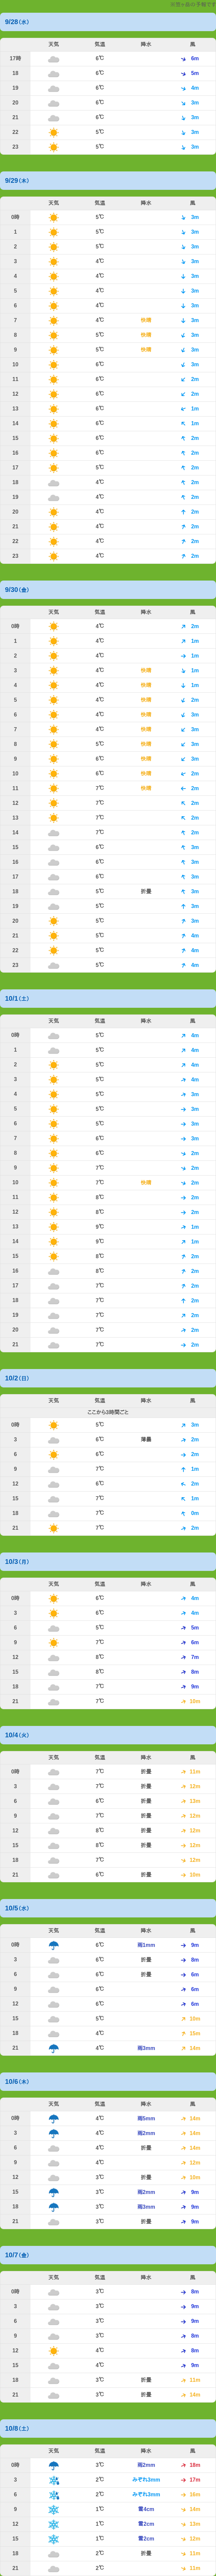 9/28(水)
天気 気温 降水 風
17時 6℃ 6m
18 6℃ 5m
19 6℃ 4m
20 6℃ 3m
21 6℃ 3m
22 5℃ 3m
23 5℃ 3m
9/29(木)
天気 気温 降水 風
0時 5℃ 3m
1 5℃ 3m
2 5℃ 3m
3 4℃ 3m
4 4℃ 3m
5 4℃ 3m
6 4℃ 3m
7 4℃ 快晴 3m
8 5℃ 快晴 3m
9 5℃ 快晴 3m
10 6℃ 3m
11 6℃ 2m
12 6℃ 2m
13 6℃ 1m
14 6℃ 1m
15 6℃ 2m
16 6℃ 2m
17 5℃ 2m
18 4℃ 2m
19 4℃ 2m
20 4℃ 2m
21 4℃ 2m
22 4℃ 2m
23 4℃ 2m
9/30(金)
天気 気温 降水 風
0時 4℃ 2m
1 4℃ 1m
2 4℃ 1m
3 4℃ 快晴 1m
4 4℃ 快晴 1m
5 4℃ 快晴 2m
6 4℃ 快晴 3m
7 4℃ 快晴 3m
8 5℃ 快晴 3m
9 6℃ 快晴 3m
10 6℃ 快晴 2m
11 7℃ 快晴 2m
12 7℃ 2m
13 7℃ 2m
14 7℃ 2m
15 6℃ 3m
16 6℃ 3m
17 6℃ 3m
18 5℃ 折曇 3m
19 5℃ 3m
20 5℃ 3m
21 5℃ 4m
22 5℃ 4m
23 5℃ 4m
10/1(土)
天気 気温 降水 風
0時 5℃ 4m
1 5℃ 4m
2 5℃ 4m
3 5℃ 4m
4 5℃ 3m
5 5℃ 3m
6 5℃ 3m
7 6℃ 3m
8 6℃ 2m
9 7℃ 2m
10 7℃ 快晴 2m
11 8℃ 2m
12 8℃ 2m
13 9℃ 1m
14 9℃ 1m
15 8℃ 2m
16 8℃ 2m
17 7℃ 2m
18 7℃ 2m
19 7℃ 2m
20 7℃ 2m
21 7℃ 2m
10/2(日)
天気 気温 降水 風
ここから3時間ごと
0時 5℃ 3m
3 6℃ 薄曇 2m
6 6℃ 2m
9 7℃ 1m
12 6℃ 2m
15 7℃ 1m
18 7℃ 0m
21 7℃ 2m
10/3(月)
天気 気温 降水 風
0時 6℃ 4m
3 6℃ 4m
6 5℃ 5m
9 7℃ 6m
12 8℃ 7m
15 8℃ 8m
18 7℃ 9m
21 7℃ 10m
10/4(火)
天気 気温 降水 風
0時 7℃ 折曇 11m
3 7℃ 折曇 12m
6 6℃ 折曇 13m
9 7℃ 折曇 12m
12 8℃ 折曇 12m
15 8℃ 折曇 12m
18 7℃ 12m
21 6℃ 折曇 10m
10/5(水)
天気 気温 降水 風
0時 6℃ 雨1mm 9m
3 6℃ 折曇 8m
6 6℃ 折曇 6m
9 6℃ 6m
12 6℃ 6m
15 5℃ 10m
18 4℃ 15m
21 4℃ 雨3mm 14m
10/6(木)
天気 気温 降水 風
0時 4℃ 雨5mm 14m
3 4℃ 雨2mm 14m
6 4℃ 折曇 14m
9 4℃ 12m
12 3℃ 折曇 10m
15 3℃ 雨2mm 9m
18 3℃ 雨3mm 9m
21 3℃ 折曇 9m
10/7(金)
天気 気温 降水 風
0時 3℃ 8m
3 3℃ 9m
6 3℃ 9m
9 3℃ 8m
12 4℃ 8m
15 4℃ 9m
18 3℃ 折曇 11m
21 3℃ 折曇 14m
10/8(土)
天気 気温 降水 風
0時 3℃ 雨2mm 18m
3 2℃ みぞれ3mm 17m
6 2℃ みぞれ3mm 16m
9 1℃ 雪4cm 14m
12 1℃ 雪2cm 13m
15 1℃ 雪2cm 12m
18 2℃ 折曇 11m
21 2℃ 11m